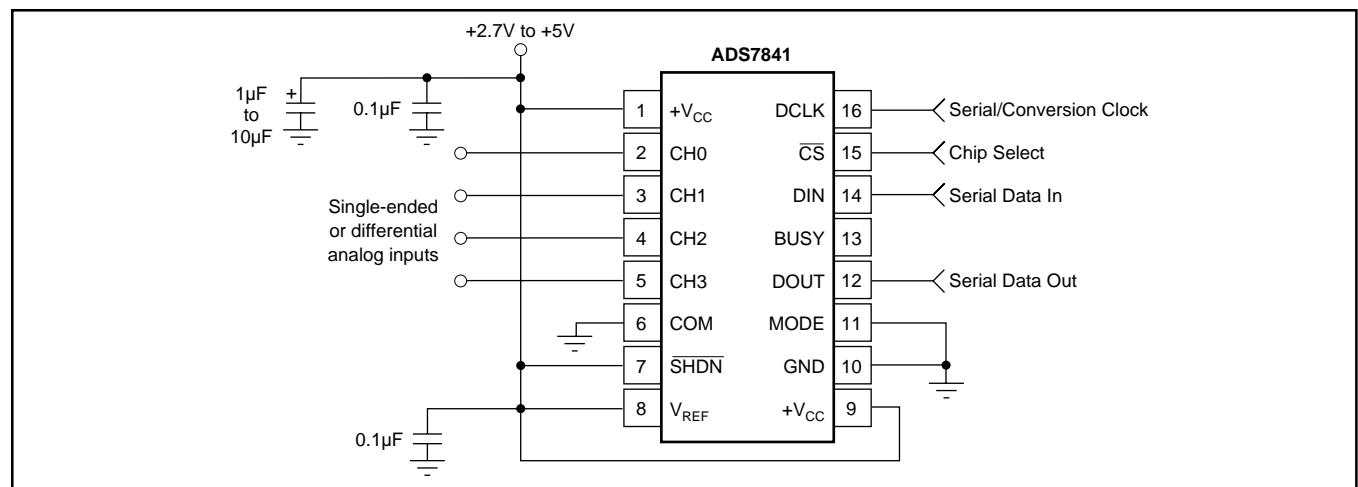 +2.7V to +5V
ADS7841
1µF
to
10µF
+
0.1µF
1 +VCC DCLK 16 Serial/Conversion Clock
2 CH0 CS 15 Chip Select
3 CH1 DIN 14 Serial Data In
Single-ended
or differential
analog inputs
4 CH2 BUSY 13
5 CH3 DOUT 12 Serial Data Out
6 COM MODE 11
7 SHDN GND 10
8 VREF +VCC 9
0.1µF